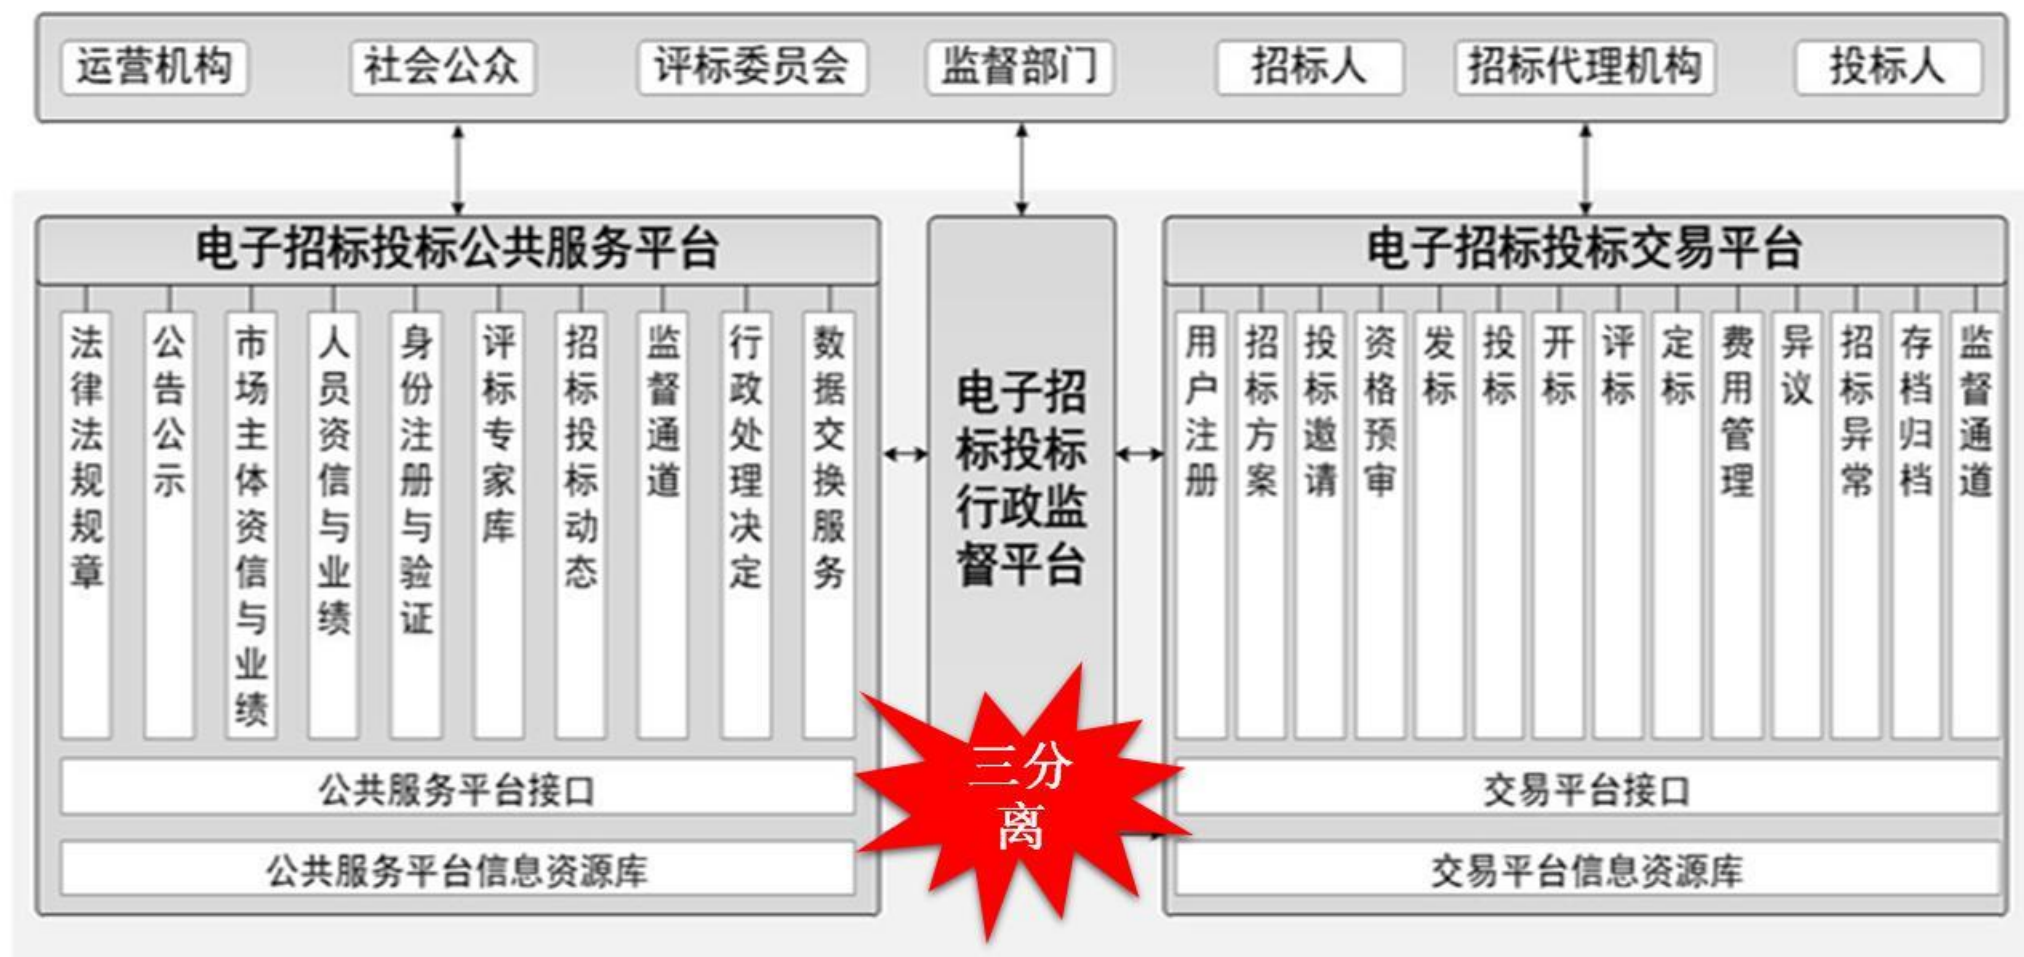 运营机构
社会公众
评标委员会
监督部门
招标人
招标代理机构
投标人
电子招标投标公共服务平台
法律法规规章
公告公示
市场主体资信与业绩
人员资信与业绩
身份注册与验证
评标专家库
招标投标动态
监督通道
行政处理决定
数据交换服务
公共服务平台接口
公共服务平台信息资源库
电子招
标投标
行政监
督平台
三分
离
电子招标投标交易平台
用户注册
招标方案
投标邀请
资格预审
发标
投标
开标
评标
定标
费用管理
异议
招标异常
存档归档
监督通道
交易平台接口
交易平台信息资源库